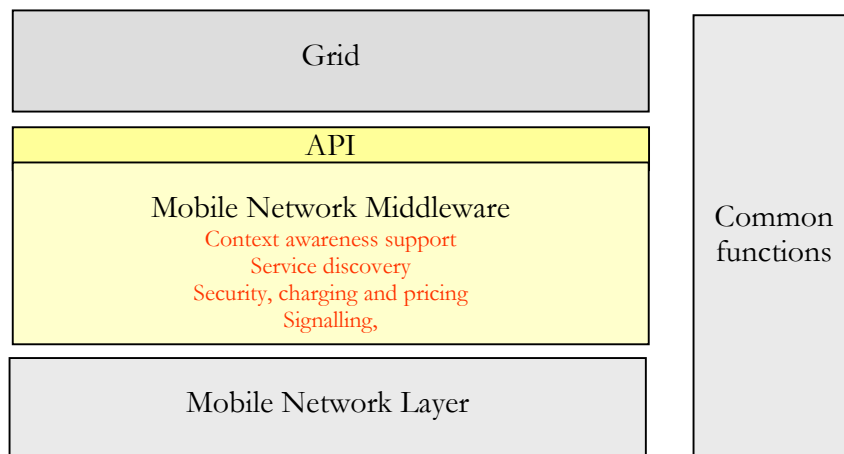 Grid
API
Mobile Network Middleware
Context awareness support
Service discovery
Security, charging and pricing
Signalling,
Mobile Network Layer
Common
functions